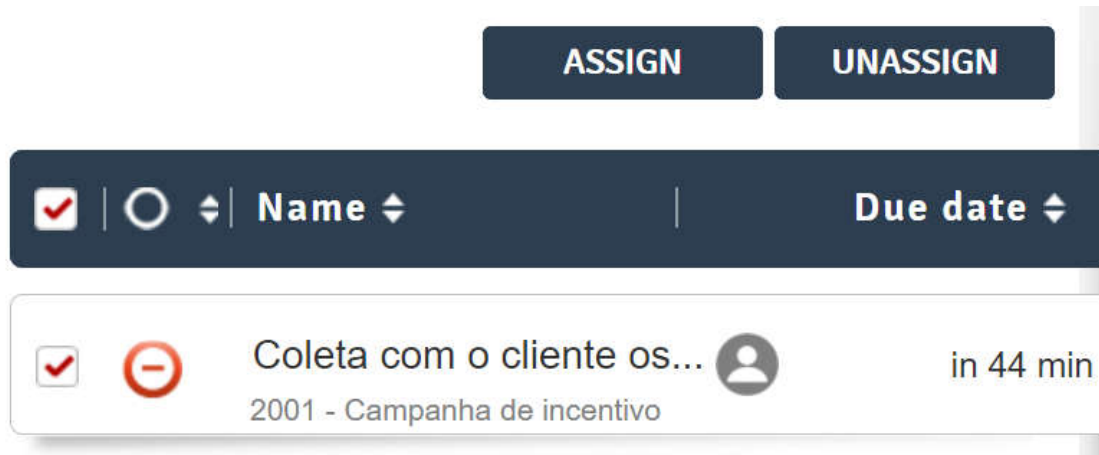 ASSIGN UNASSIGN
Name Due date
Coleta com o cliente os... in 44 min
2001 - Campanha de incentivo